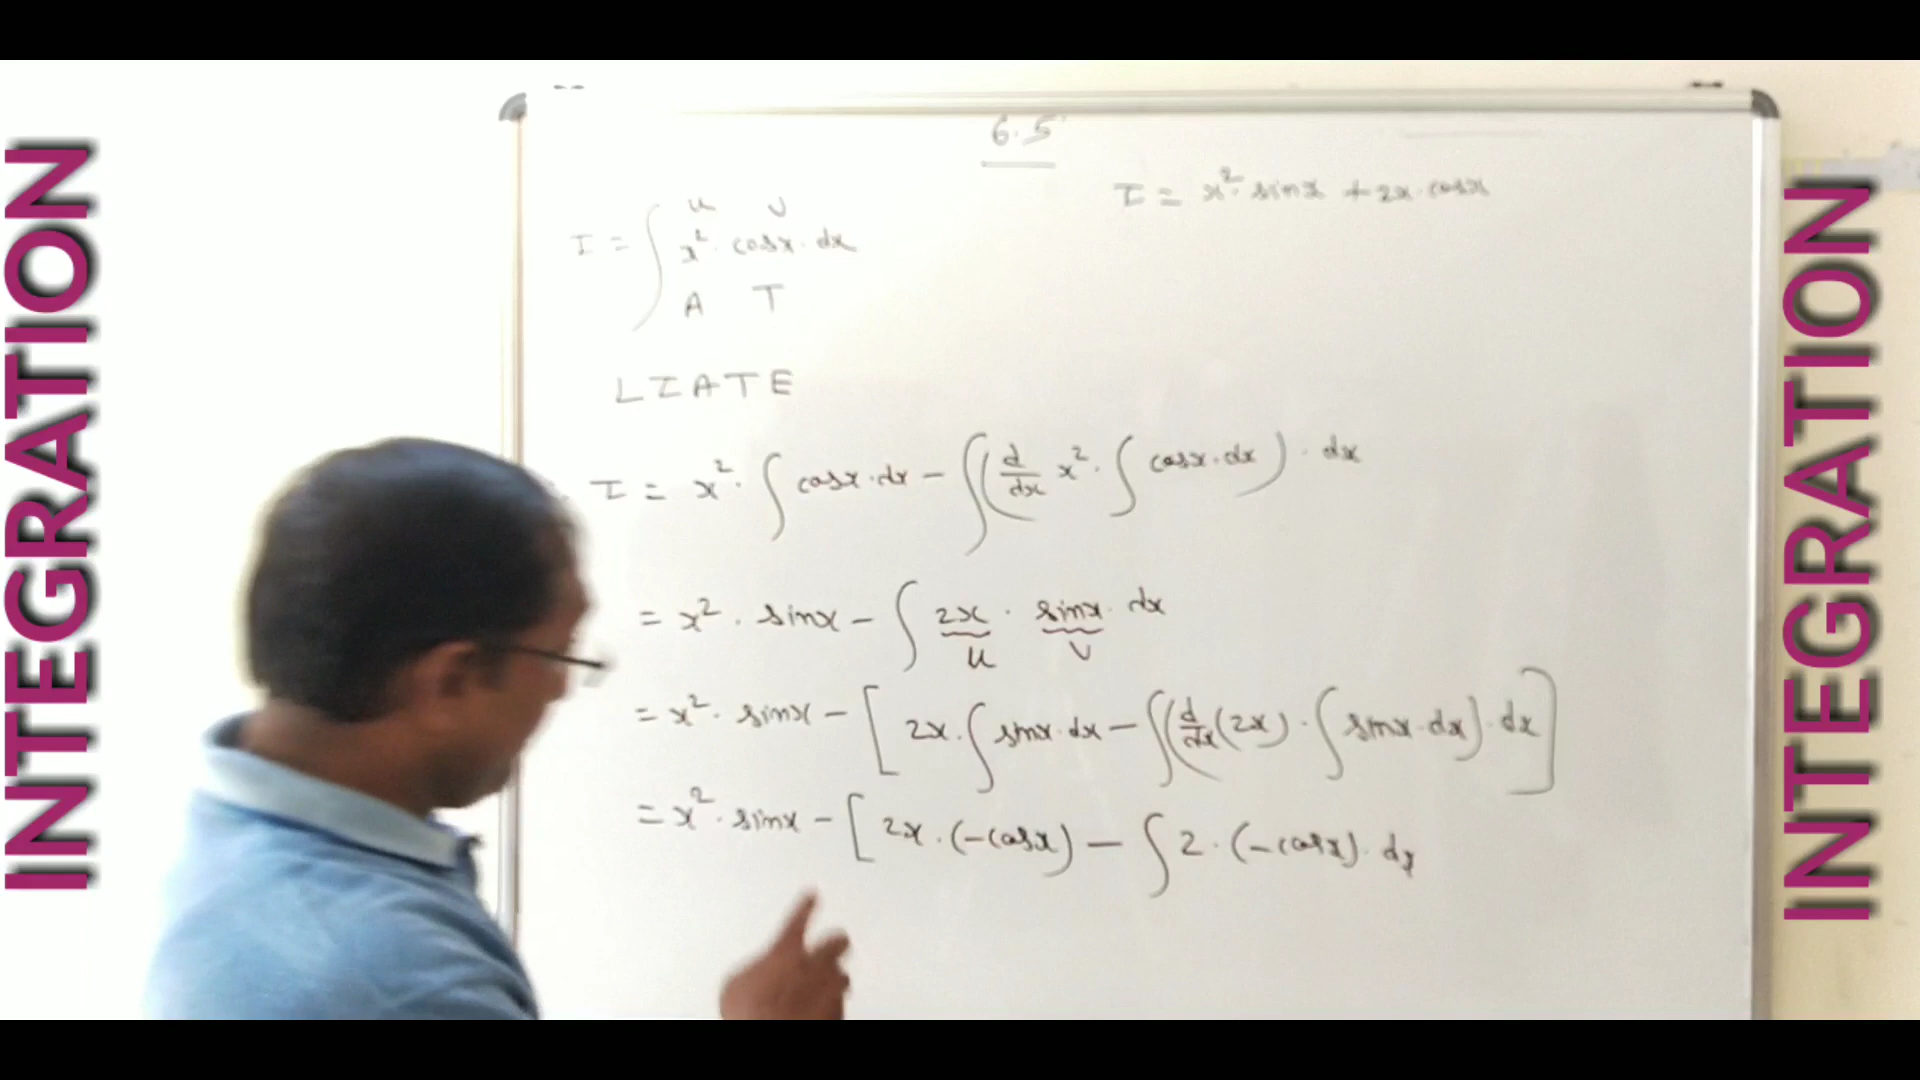 INTEGRATION
6.5
I = x². sinx + 2x. cosx
u v
I = ∫ x². cosx. dx
A T
LIATE
I = x². ∫ cosx. dx − ∫ (d/dx x². ∫ cosx. dx) . dx
= x² . sinx − ∫ 2x . sinx. dx
u v
= x². sinx − [ 2x. ∫ sinx. dx − ∫ (d/dx (2x) . ∫ sinx. dx) . dx ]
= x². sinx − [ 2x . (−cosx) − ∫ 2 . (−cosx). dx
INTEGRATION